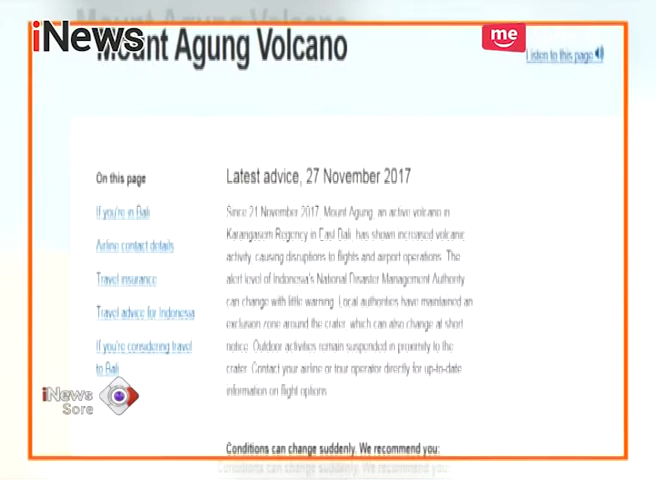 iNews
Mount Agung Volcano
me
Listen to this page
On this page
If you're in Bali
Airline contact details
Travel insurance
Travel advice for Indonesia
If you're considering travel
to Bali
Latest advice, 27 November 2017
Since 21 November 2017, Mount Agung, an active volcano in
Karangasem Regency in East Bali, has shown increased volcanic
activity, causing disruptions to flights and airport operations. The
alert level of Indonesia's National Disaster Management Authority
can change with little warning. Local authorities have maintained an
exclusion zone around the crater, which can also change at short
notice. Outdoor activities remain suspended in proximity to the
crater. Contact your airline or tour operator directly for up-to-date
information on flight options.
Conditions can change suddenly. We recommend you:
iNews
Sore